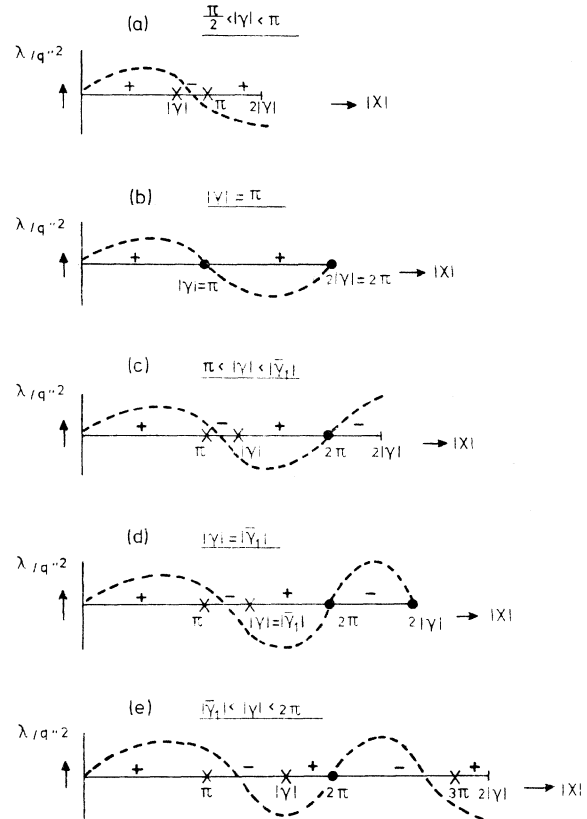 (a) π/2 < |γ| < π
λ/q''²
+ − +
|γ| π 2|γ| → |X|
(b) |γ| = π
λ/q''²
+ +
|γ| = π 2|γ| = 2π → |X|
(c) π < |γ| < |γ̄₁|
λ/q''²
+ − + −
π |γ| 2π 2|γ| → |X|
(d) |γ| = |γ̄₁|
λ/q''²
+ − + −
π |γ| = |γ̄₁| 2π 2|γ| → |X|
(e) |γ̄₁| < |γ| < 2π
λ/q''²
+ − + − +
π |γ| 2π 3π 2|γ| → |X|